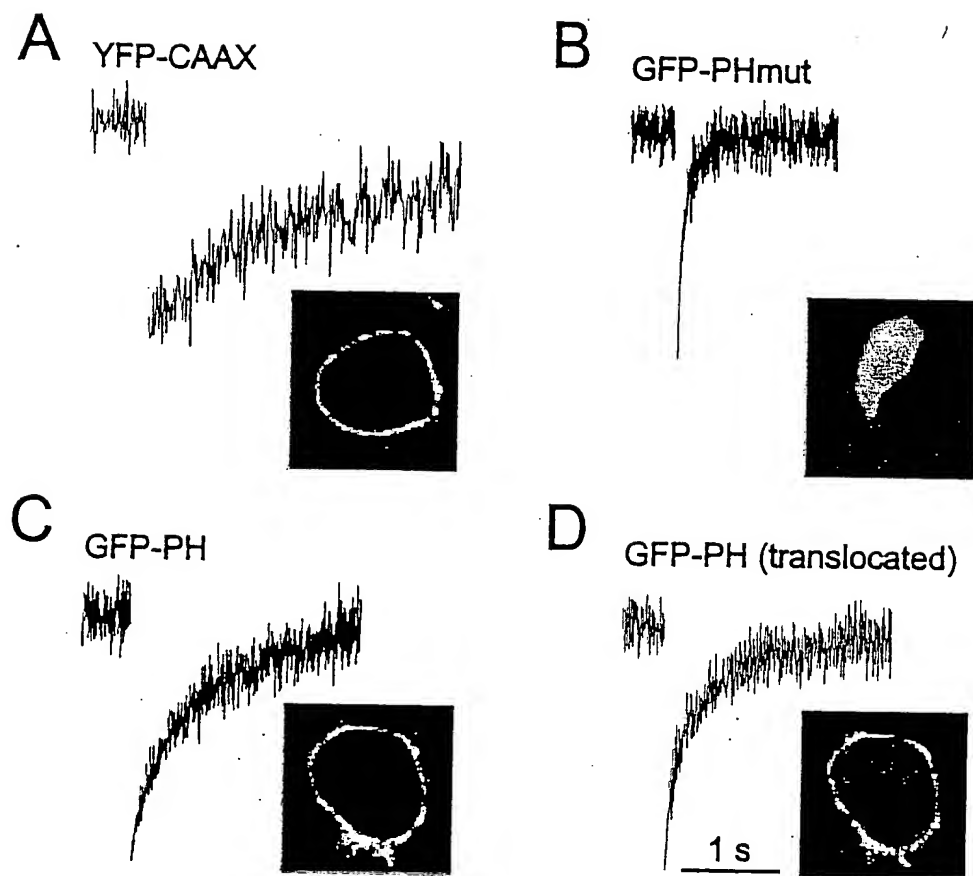 A
YFP-CAAX
B
GFP-PHmut
C
GFP-PH
D
GFP-PH (translocated)
1 s